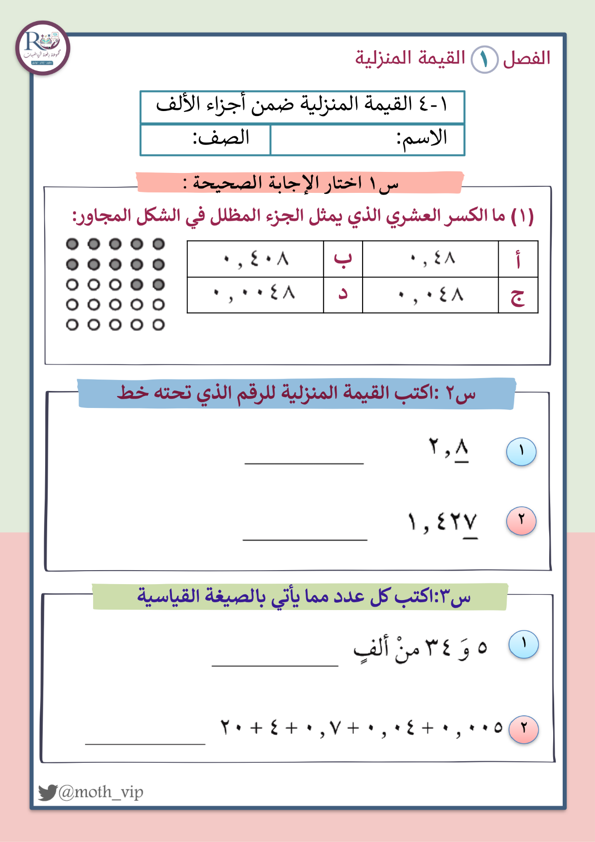 الفصل ١ القيمة المنزلية
١-٤ القيمة المنزلية ضمن أجزاء الألف
الاسم: الصف:
س١ اختار الإجابة الصحيحة :
(١) ما الكسر العشري الذي يمثل الجزء المظلل في الشكل المجاور:
أ ٠,٤٨ ب ٠,٤٠٨
ج ٠,٠٤٨ د ٠,٠٠٤٨
س٢ :اكتب القيمة المنزلية للرقم الذي تحته خط
١ ٢,٨
٢ ١,٤٢٧
س٣:اكتب كل عدد مما يأتي بالصيغة القياسية
١ ٥ وَ ٣٤ منْ ألفٍ
٢ ٢٠ + ٤ + ٠,٧ + ٠,٠٤ + ٠,٠٠٥
@moth_vip